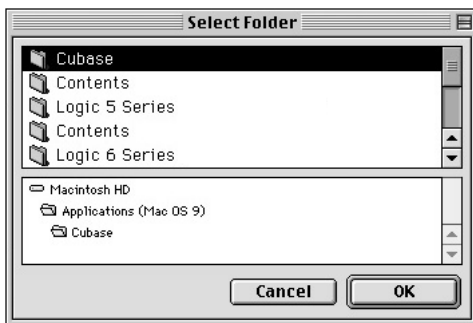 Select Folder
Cubase
Contents
Logic 5 Series
Contents
Logic 6 Series
Macintosh HD
Applications (Mac OS 9)
Cubase
Cancel OK